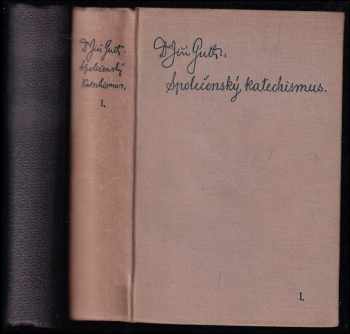 Dr Jiří Guth:
Společenský
Katechismus.
I.
Dr Jiří Guth:
Společenský katechismus.
I.